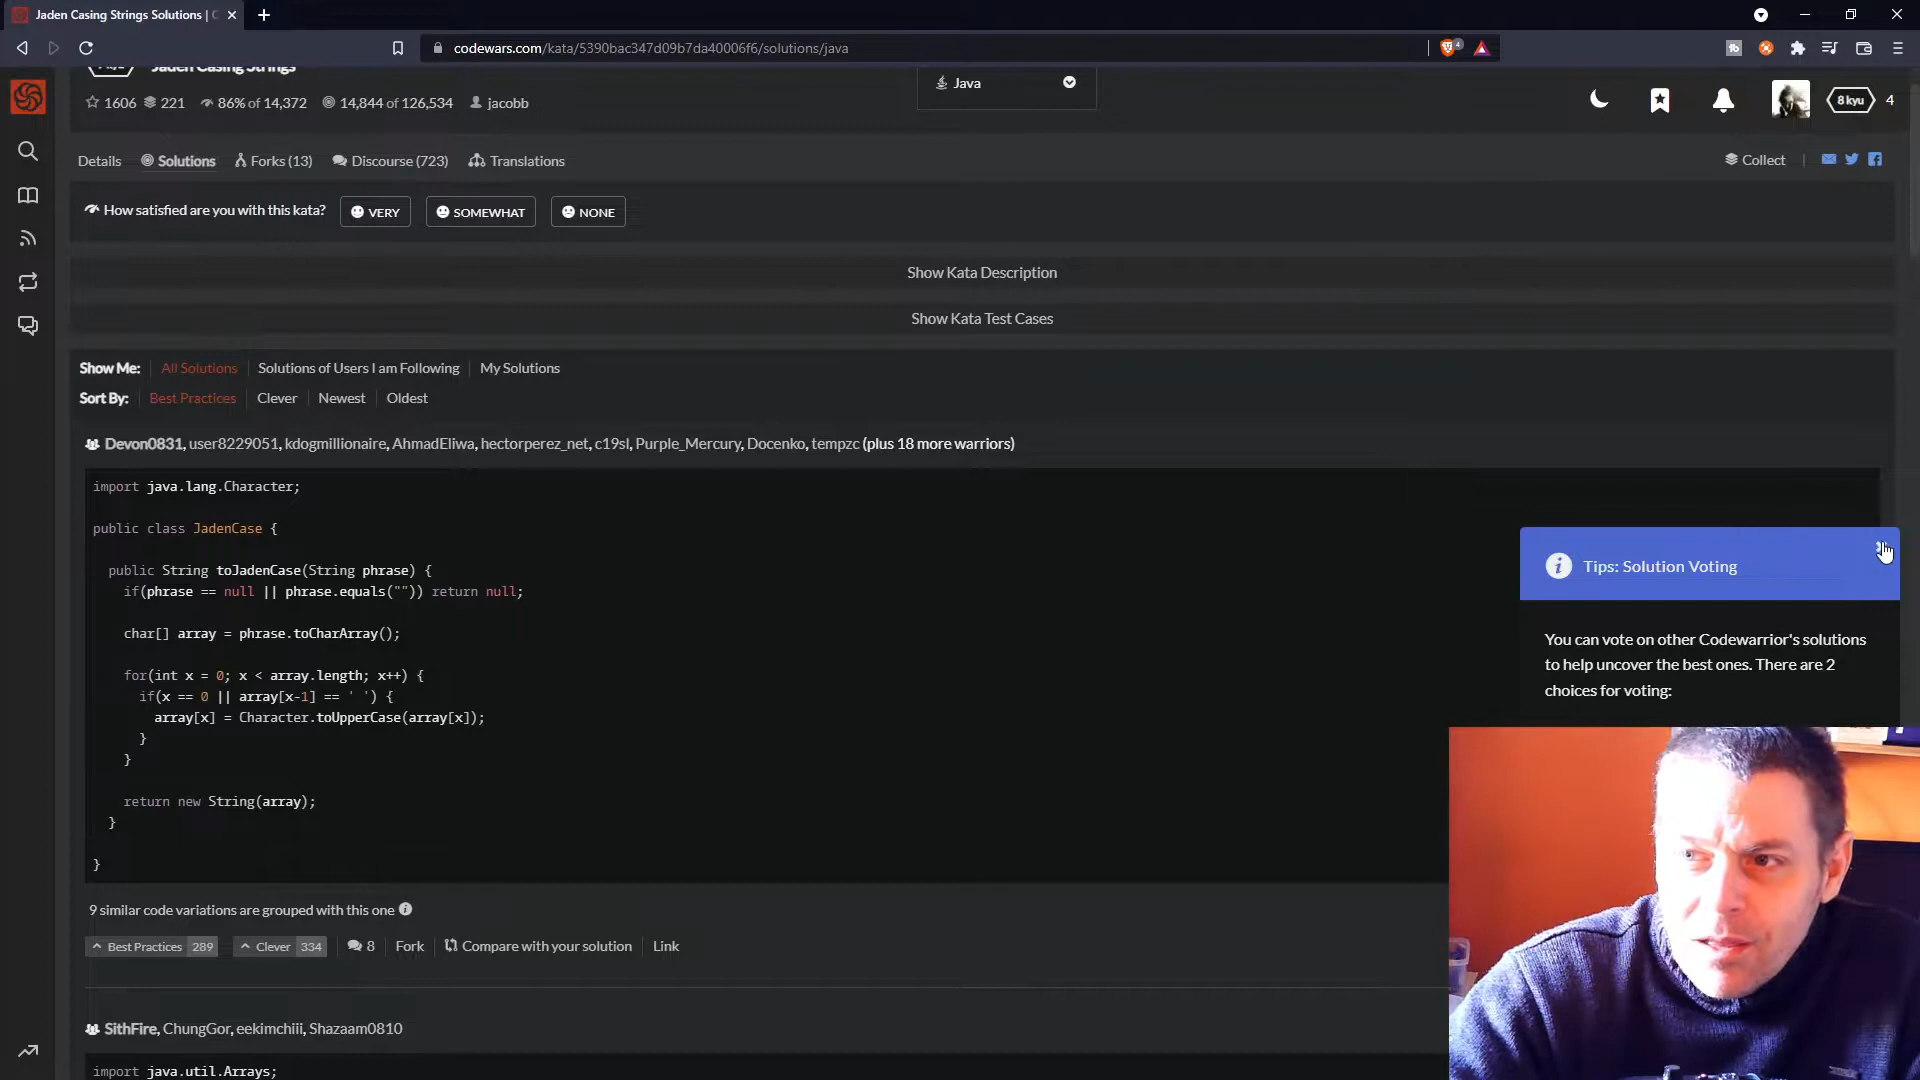 Jaden Casing Strings Solutions |
codewars.com/kata/5390bac347d09b7da40006f6/solutions/java
4
Jaden Casing Strings
Java
1606 221 86% of 14,372 14,844 of 126,534 jacobb
8 kyu 4
Details Solutions Forks (13) Discourse (723) Translations
Collect
How satisfied are you with this kata? VERY SOMEWHAT NONE
Show Kata Description
Show Kata Test Cases
Show Me: All Solutions Solutions of Users I am Following My Solutions
Sort By: Best Practices Clever Newest Oldest
Devon0831, user8229051, kdogmillionaire, AhmadEliwa, hectorperez_net, c19sl, Purple_Mercury, Docenko, tempzc (plus 18 more warriors)
import java.lang.Character;
public class JadenCase {
public String toJadenCase(String phrase) {
if(phrase == null || phrase.equals("")) return null;
char[] array = phrase.toCharArray();
for(int x = 0; x < array.length; x++) {
if(x == 0 || array[x-1] == ' ') {
array[x] = Character.toUpperCase(array[x]);
}
}
return new String(array);
}
}
Tips: Solution Voting
You can vote on other Codewarrior's solutions
to help uncover the best ones. There are 2
choices for voting:
9 similar code variations are grouped with this one
Best Practices 289 Clever 334 8 Fork Compare with your solution Link
SithFire, ChungGor, eekimchiii, Shazaam0810
import java.util.Arrays;